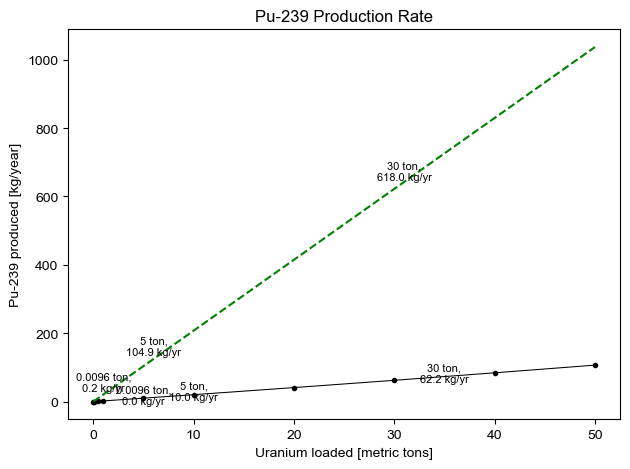 Pu-239 Production Rate
Pu-239 produced [kg/year]
1000
800
600
400
200
0
30 ton,
618.0 kg/yr
5 ton,
104.9 kg/yr
0.0096 ton,
0.2 kg/yr
0.0096 ton,
0.0 kg/yr
5 ton,
10.0 kg/yr
30 ton,
62.2 kg/yr
0
10
20
30
40
50
Uranium loaded [metric tons]